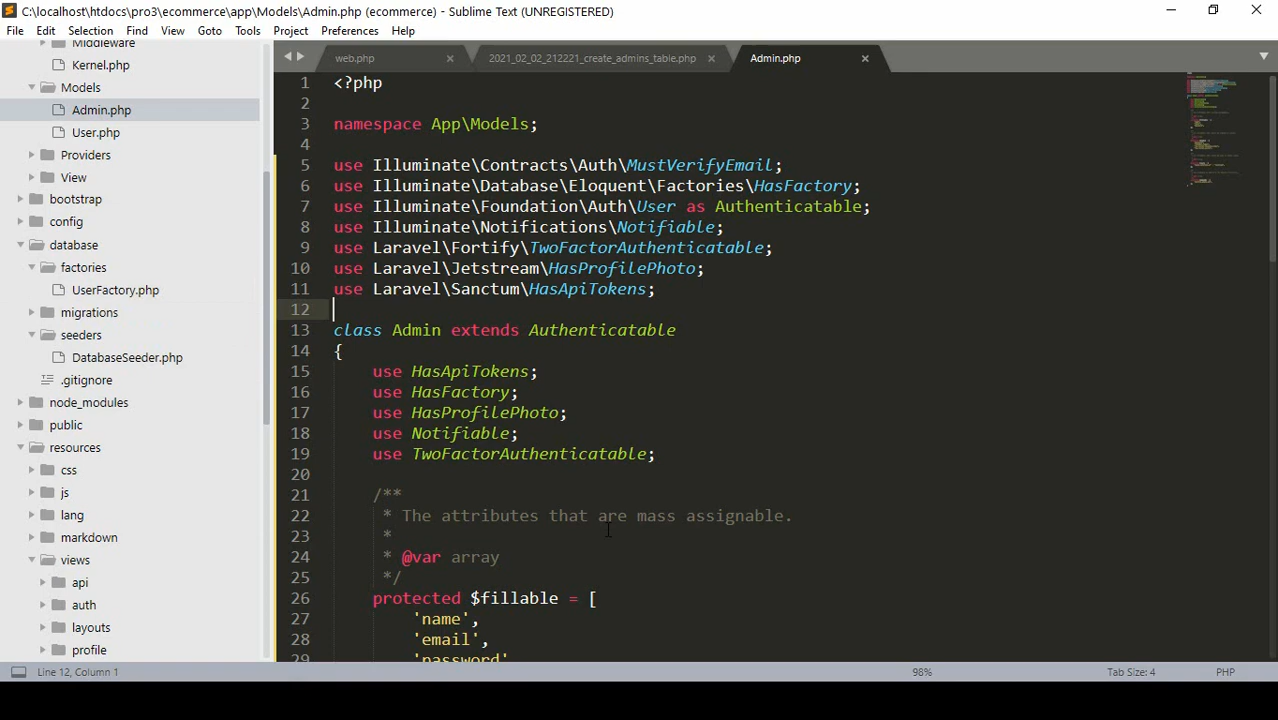 C:\localhost\htdocs\pro3\ecommerce\app\Models\Admin.php (ecommerce) - Sublime Text (UNREGISTERED)
File Edit Selection Find View Goto Tools Project Preferences Help
Middleware
Kernel.php
Models
Admin.php
User.php
Providers
View
bootstrap
config
database
factories
UserFactory.php
migrations
seeders
DatabaseSeeder.php
.gitignore
node_modules
public
resources
css
js
lang
markdown
views
api
auth
layouts
profile
web.php 2021_02_02_212221_create_admins_table.php Admin.php
1 <?php
2
3 namespace App\Models;
4
5 use Illuminate\Contracts\Auth\MustVerifyEmail;
6 use Illuminate\Database\Eloquent\Factories\HasFactory;
7 use Illuminate\Foundation\Auth\User as Authenticatable;
8 use Illuminate\Notifications\Notifiable;
9 use Laravel\Fortify\TwoFactorAuthenticatable;
10 use Laravel\Jetstream\HasProfilePhoto;
11 use Laravel\Sanctum\HasApiTokens;
12
13 class Admin extends Authenticatable
14 {
15 use HasApiTokens;
16 use HasFactory;
17 use HasProfilePhoto;
18 use Notifiable;
19 use TwoFactorAuthenticatable;
20
21 /**
22 * The attributes that are mass assignable.
23 *
24 * @var array
25 */
26 protected $fillable = [
27 'name',
28 'email',
29 'password'
Line 12, Column 1 98% Tab Size: 4 PHP